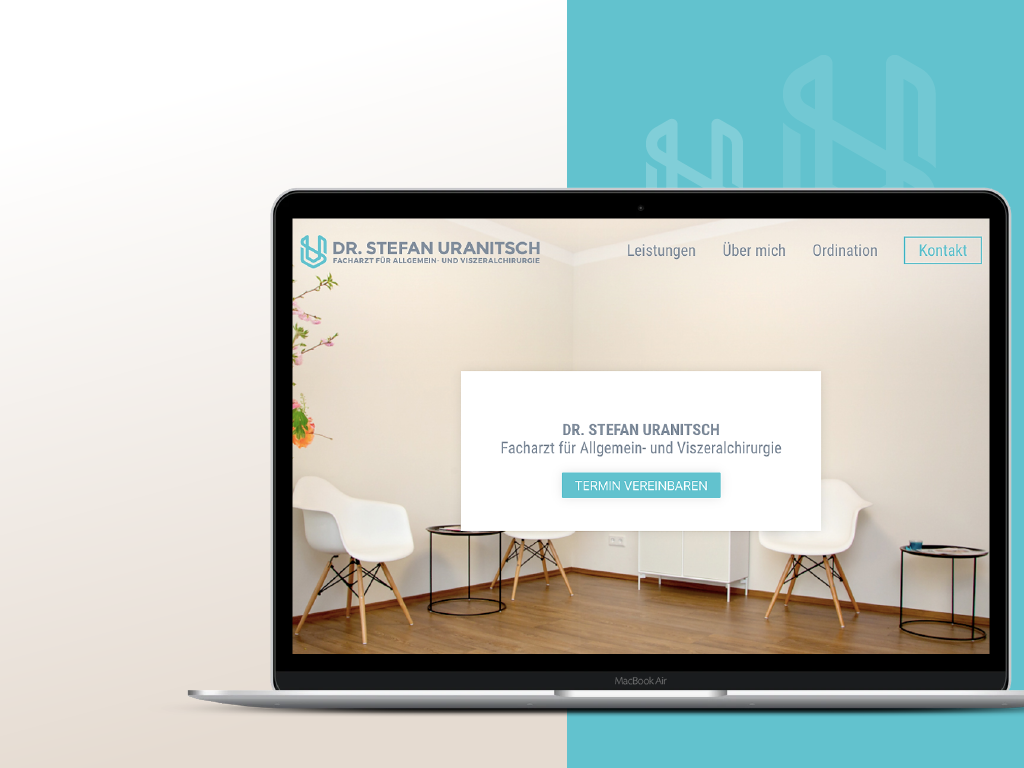 DR. STEFAN URANITSCH
FACHARZT FÜR ALLGEMEIN- UND VISZERALCHIRURGIE
Leistungen Über mich Ordination Kontakt
DR. STEFAN URANITSCH
Facharzt für Allgemein- und Viszeralchirurgie
TERMIN VEREINBAREN
MacBook Air